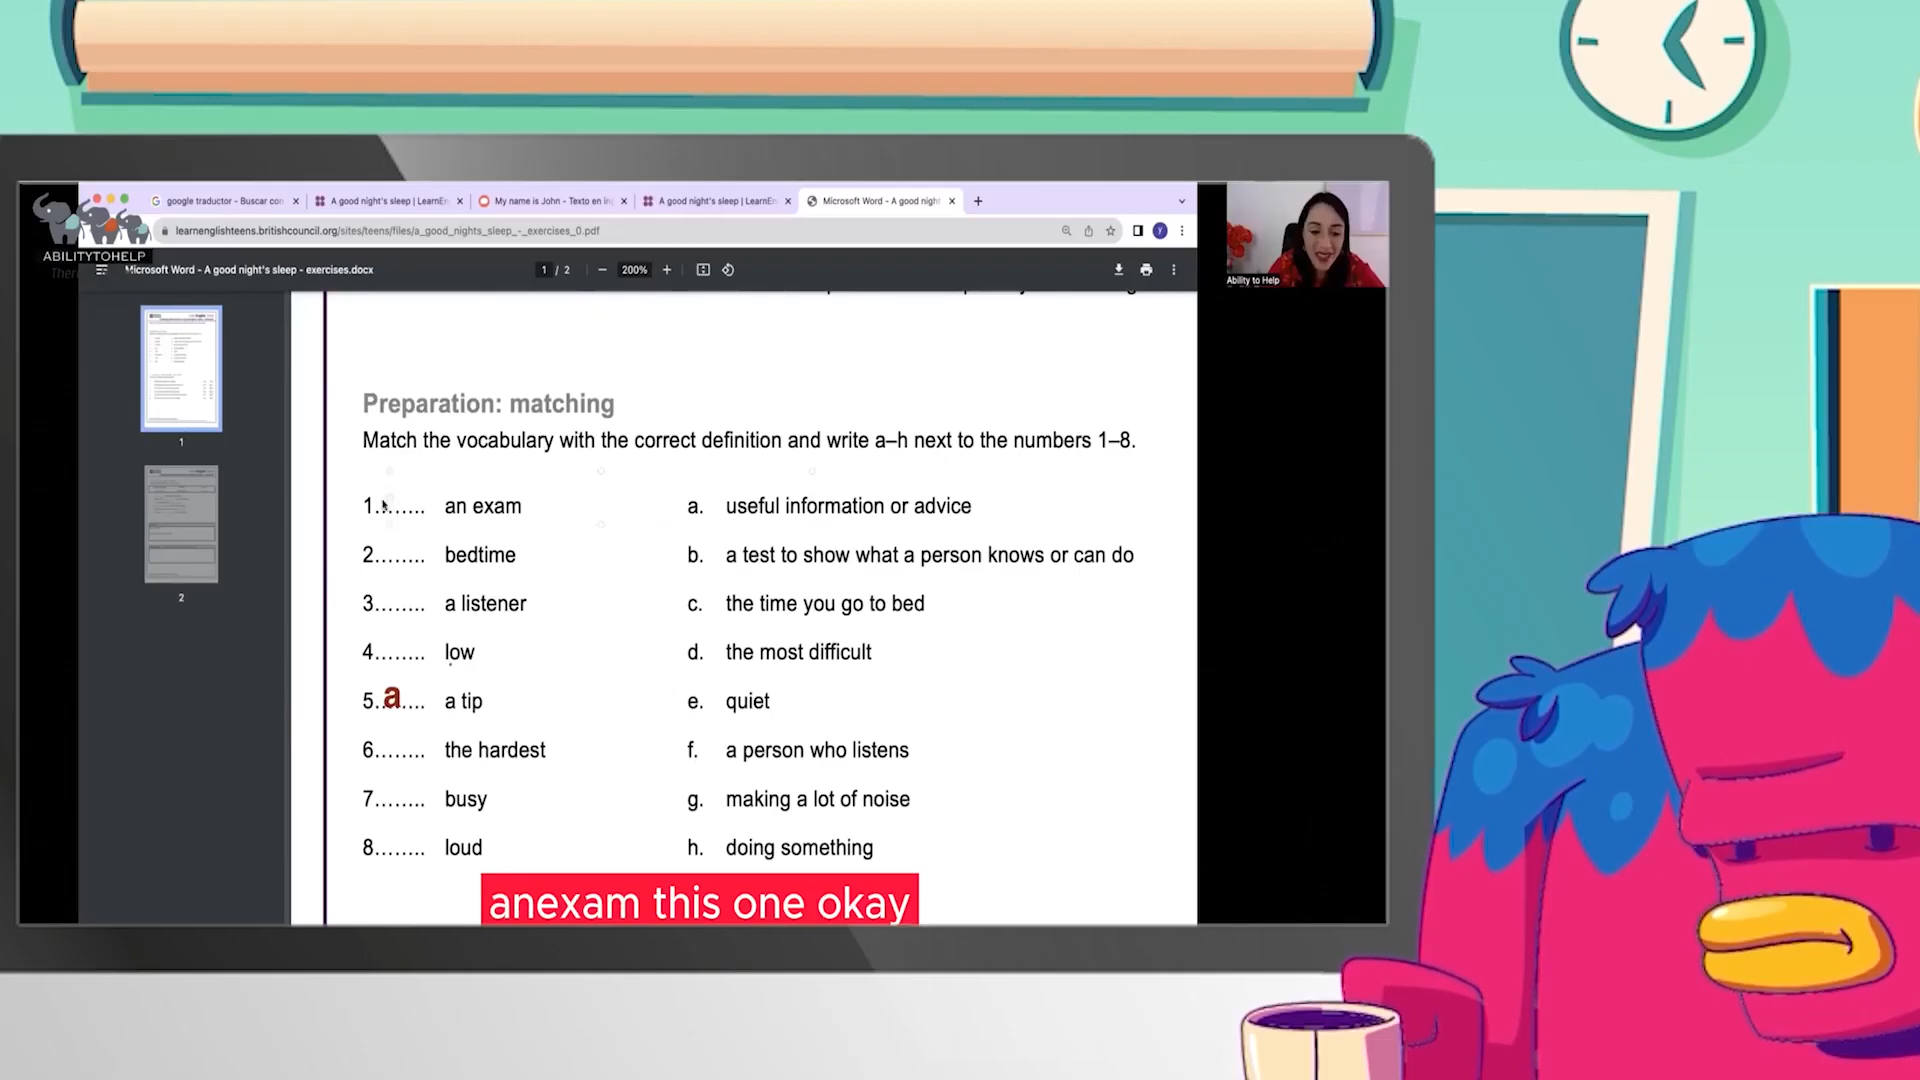 google traductor - Buscar con
A good night's sleep | LearnEn
My name is John - Texto en in
A good night's sleep | LearnEn
Microsoft Word - A good night
learnenglishteens.britishcouncil.org/sites/teens/files/a_good_nights_sleep_-_exercises_0.pdf
y
ABILITYTOHELP
Microsoft Word - A good night's sleep - exercises.docx
1 / 2
200%
Ability to Help
1
2
Preparation: matching
Match the vocabulary with the correct definition and write a–h next to the numbers 1–8.
1........ an exam a. useful information or advice
2........ bedtime b. a test to show what a person knows or can do
3........ a listener c. the time you go to bed
4........ low d. the most difficult
5..a.... a tip e. quiet
6........ the hardest f. a person who listens
7........ busy g. making a lot of noise
8........ loud h. doing something
anexam this one okay